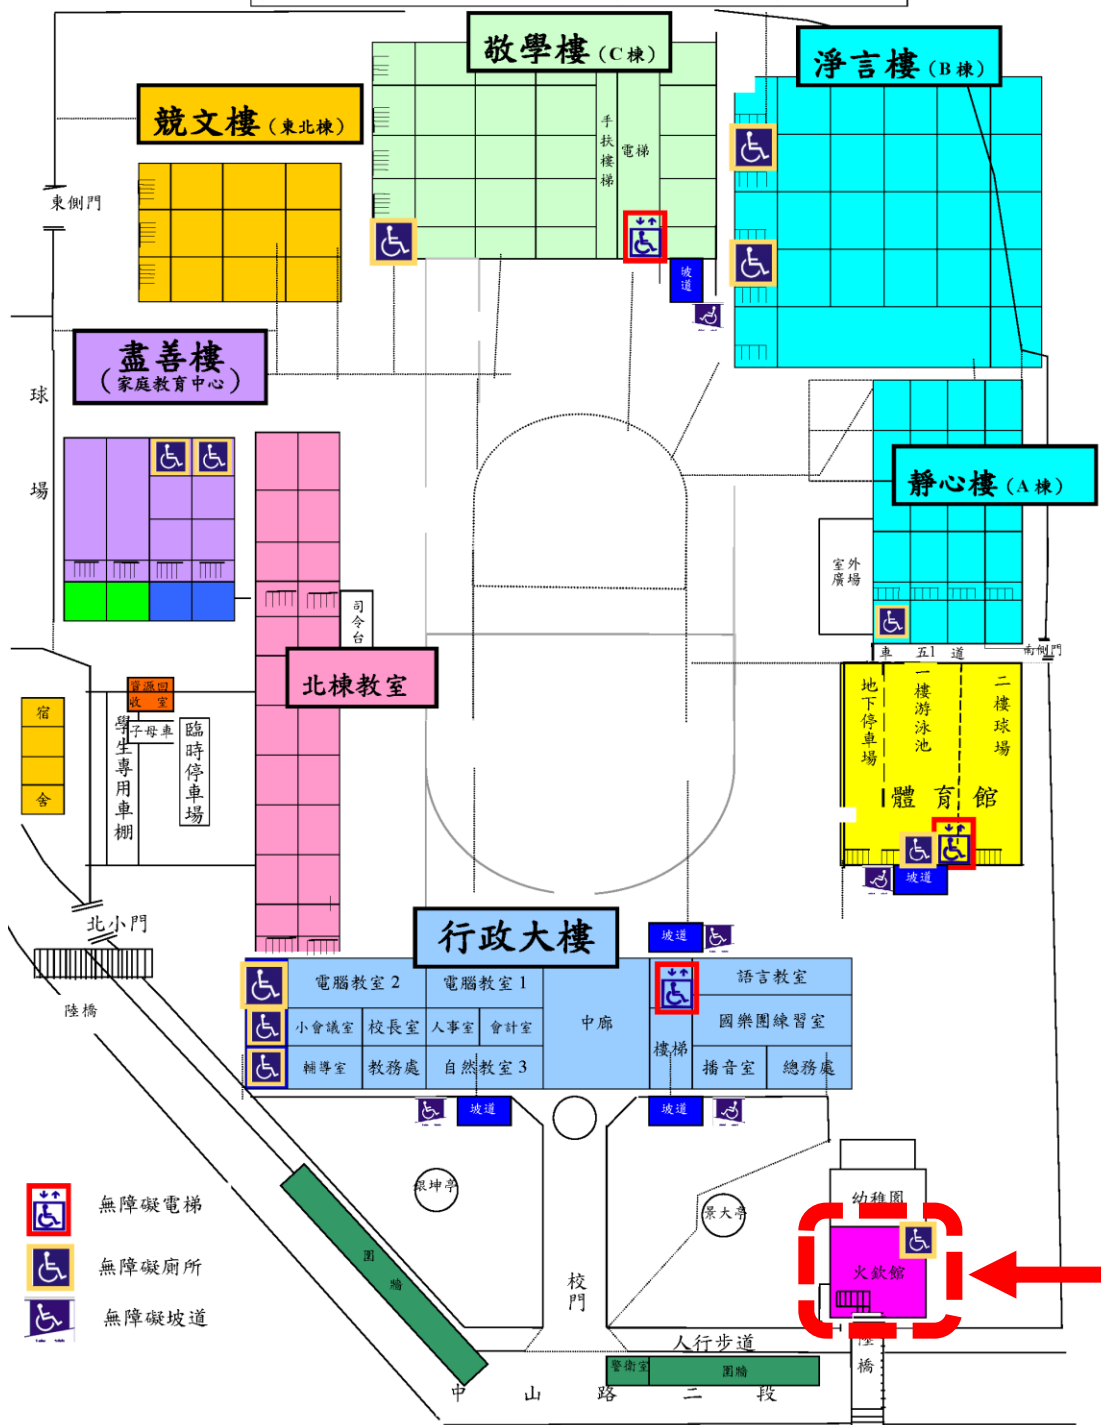 敬學樓(C棟)
淨言樓(B棟)
競文樓(東北棟)
手扶樓梯
電梯
東側門
坡道
盡善樓
(家庭教育中心)
球場
靜心樓(A棟)
室外廣場
司令台
車五1道
南側門
北棟教室
資源回收室
子母車
宿舍
學生專用車棚
臨時停車場
地下停車場
一樓游泳池
二樓球場
體育館
坡道
北小門
陸橋
行政大樓
坡道
電腦教室2
電腦教室1
語言教室
小會議室
校長室
人事室
會計室
中廊
樓梯
國樂團練習室
輔導室
教務處
自然教室3
播音室
總務處
坡道
坡道
坤亭
景大亭
幼稚園
火欽館
無障礙電梯
無障礙廁所
無障礙坡道
圍牆
校門
人行步道
陸橋
警衛室
圍牆
中山路二段